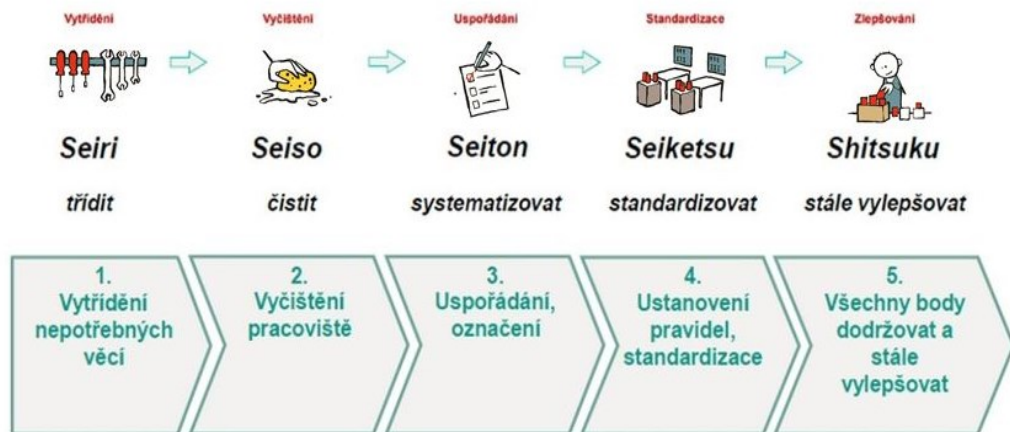 Vytřídění
Vyčištění
Uspořádání
Standardizace
Zlepšování
Seiri
Seiso
Seiton
Seiketsu
Shitsuku
třídit
čistit
systematizovat
standardizovat
stále vylepšovat
1.
Vytřídění
nepotřebných
věcí
2.
Vyčištění
pracoviště
3.
Uspořádání,
označení
4.
Ustanovení
pravidel,
standardizace
5.
Všechny body
dodržovat a
stále
vylepšovat